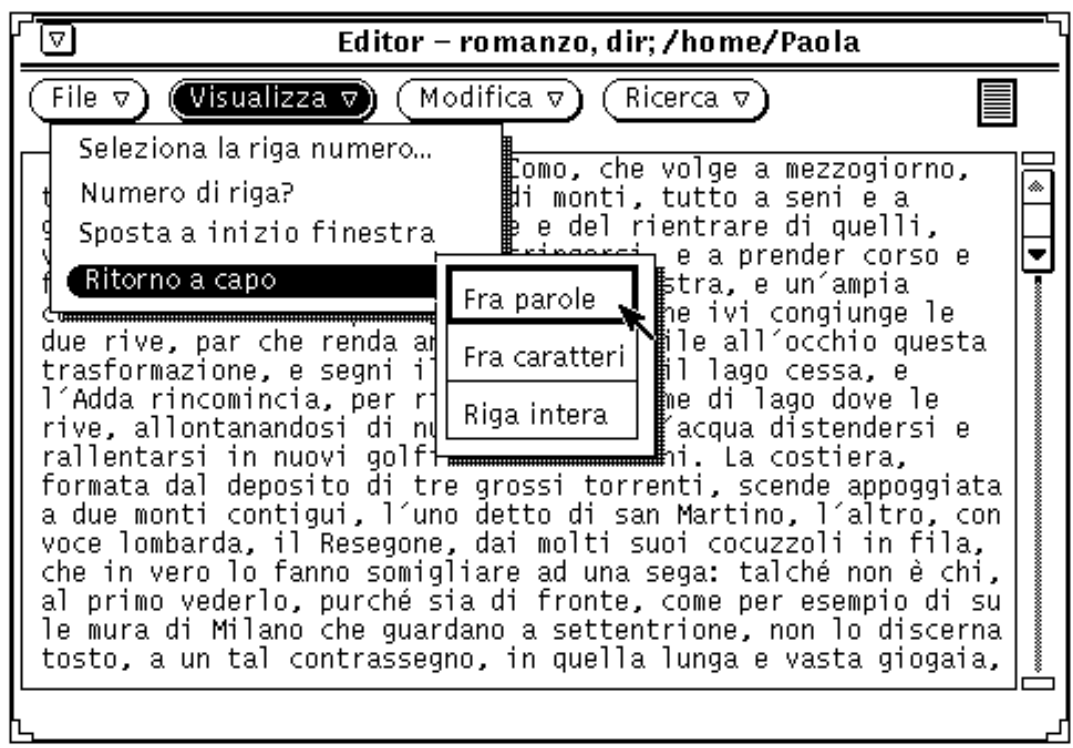 Editor – romanzo, dir; /home/Paola
File Visualizza Modifica Ricerca
Seleziona la riga numero...
Numero di riga?
Sposta a inizio finestra
Ritorno a capo
Fra parole
Fra caratteri
Riga intera
Como, che volge a mezzogiorno,
di monti, tutto a seni e a
e del rientrare di quelli,
e a prender corso e
stra, e un´ampia
ivi congiunge le
due rive, par che renda all´occhio questa
trasformazione, e segni il lago cessa, e
l´Adda rincomincia, per di lago dove le
rive, allontanandosi di acqua distendersi e
rallentarsi in nuovi golfi La costiera,
formata dal deposito di tre grossi torrenti, scende appoggiata
a due monti contigui, l´uno detto di san Martino, l´altro, con
voce lombarda, il Resegone, dai molti suoi cocuzzoli in fila,
che in vero lo fanno somigliare ad una sega: talché non è chi,
al primo vederlo, purché sia di fronte, come per esempio di su
le mura di Milano che guardano a settentrione, non lo discerna
tosto, a un tal contrassegno, in quella lunga e vasta giogaia,